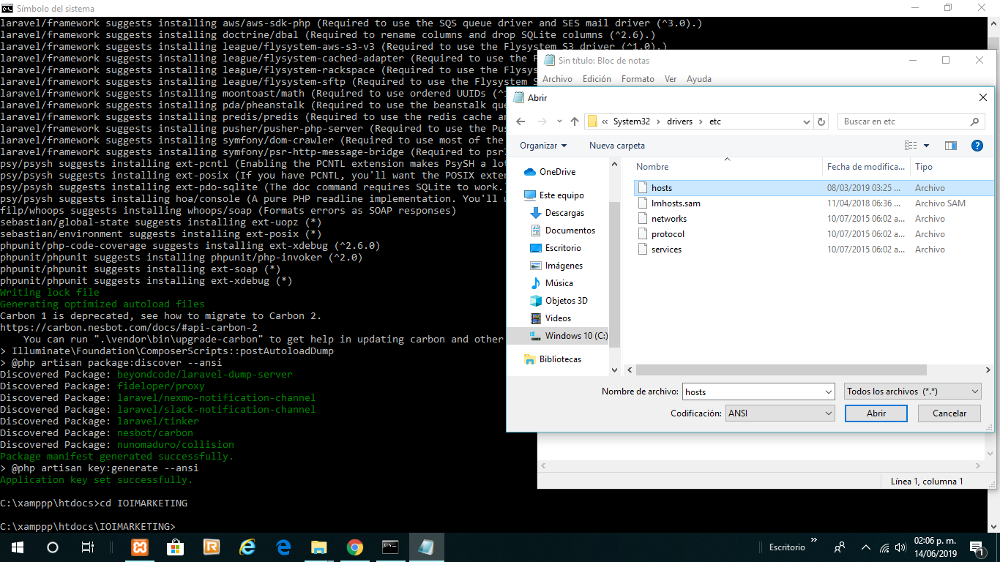 Símbolo del sistema
laravel/framework suggests installing aws/aws-sdk-php (Required to use the SQS queue driver and SES mail driver (^3.0).)
laravel/framework suggests installing doctrine/dbal (Required to rename columns and drop SQLite columns (^2.6).)
laravel/framework suggests installing league/flysystem-aws-s3-v3 (Required to use the Flysystem S3 driver (^1.0).)
laravel/framework suggests installing league/flysystem-cached-adapter (Required to use the F
laravel/framework suggests installing league/flysystem-rackspace (Required to use the Flysys
laravel/framework suggests installing league/flysystem-sftp (Required to use the Flysystem S
laravel/framework suggests installing moontoast/math (Required to use ordered UUIDs (^
laravel/framework suggests installing pda/pheanstalk (Required to use the beanstalk que
laravel/framework suggests installing predis/predis (Required to use the redis cache an
laravel/framework suggests installing pusher/pusher-php-server (Required to use the Pus
laravel/framework suggests installing symfony/dom-crawler (Required to use most of the
laravel/framework suggests installing symfony/psr-http-message-bridge (Required to psr7
psy/psysh suggests installing ext-pcntl (Enabling the PCNTL extension makes PsySH a lot
psy/psysh suggests installing ext-posix (If you have PCNTL, you'll want the POSIX exten
psy/psysh suggests installing ext-pdo-sqlite (The doc command requires SQLite to work.)
psy/psysh suggests installing hoa/console (A pure PHP readline implementation. You'll w
filp/whoops suggests installing whoops/soap (Formats errors as SOAP responses)
sebastian/global-state suggests installing ext-uopz (*)
sebastian/environment suggests installing ext-posix (*)
phpunit/php-code-coverage suggests installing ext-xdebug (^2.6.0)
phpunit/phpunit suggests installing phpunit/php-invoker (^2.0)
phpunit/phpunit suggests installing ext-soap (*)
phpunit/phpunit suggests installing ext-xdebug (*)
Writing lock file
Generating optimized autoload files
Carbon 1 is deprecated, see how to migrate to Carbon 2.
https://carbon.nesbot.com/docs/#api-carbon-2
You can run ".\vendor\bin\upgrade-carbon" to get help in updating carbon and other
> Illuminate\Foundation\ComposerScripts::postAutoloadDump
> @php artisan package:discover --ansi
Discovered Package: beyondcode/laravel-dump-server
Discovered Package: fideloper/proxy
Discovered Package: laravel/nexmo-notification-channel
Discovered Package: laravel/slack-notification-channel
Discovered Package: laravel/tinker
Discovered Package: nesbot/carbon
Discovered Package: nunomaduro/collision
Package manifest generated successfully.
> @php artisan key:generate --ansi
Application key set successfully.
C:\xamppp\htdocs>cd IOIMARKETING
C:\xamppp\htdocs\IOIMARKETING>
Sin título: Bloc de notas
Archivo Edición Formato Ver Ayuda
Abrir
« System32 › drivers › etc
Buscar en etc
Organizar Nueva carpeta
OneDrive
Este equipo
Descargas
Documentos
Escritorio
Imágenes
Música
Objetos 3D
Videos
Windows 10 (C:)
Bibliotecas
Nombre Fecha de modifica... Tipo
hosts 08/03/2019 03:25 ... Archivo
lmhosts.sam 11/04/2018 06:36 ... Archivo SAM
networks 10/07/2015 06:02 a... Archivo
protocol 10/07/2015 06:02 a... Archivo
services 10/07/2015 06:02 a... Archivo
Nombre de archivo: hosts Todos los archivos (*.*)
Codificación: ANSI Abrir Cancelar
Línea 1, columna 1
Escritorio »
02:06 p. m.
14/06/2019
1